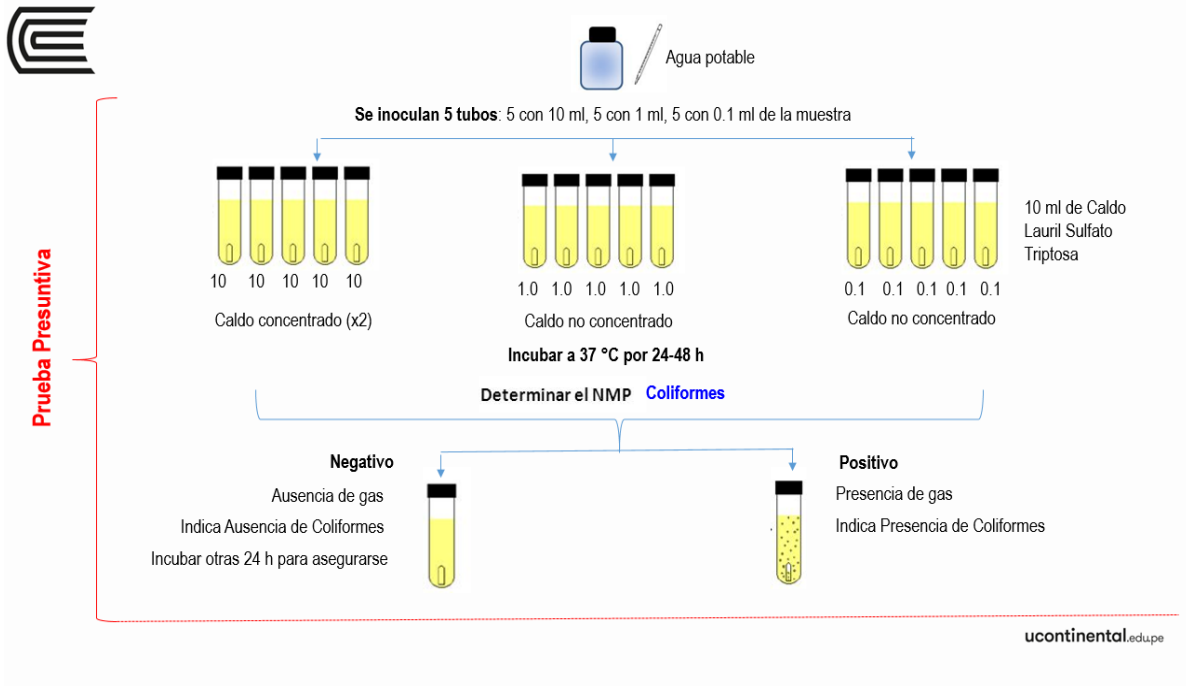 Agua potable
Se inoculan 5 tubos: 5 con 10 ml, 5 con 1 ml, 5 con 0.1 ml de la muestra
10 ml de Caldo
Lauril Sulfato
Triptosa
10 10 10 10 10
1.0 1.0 1.0 1.0 1.0
0.1 0.1 0.1 0.1 0.1
Caldo concentrado (x2)
Caldo no concentrado
Caldo no concentrado
Incubar a 37 °C por 24-48 h
Prueba Presuntiva
Determinar el NMP Coliformes
Negativo
Ausencia de gas
Indica Ausencia de Coliformes
Incubar otras 24 h para asegurarse
Positivo
Presencia de gas
Indica Presencia de Coliformes
ucontinental.edu.pe